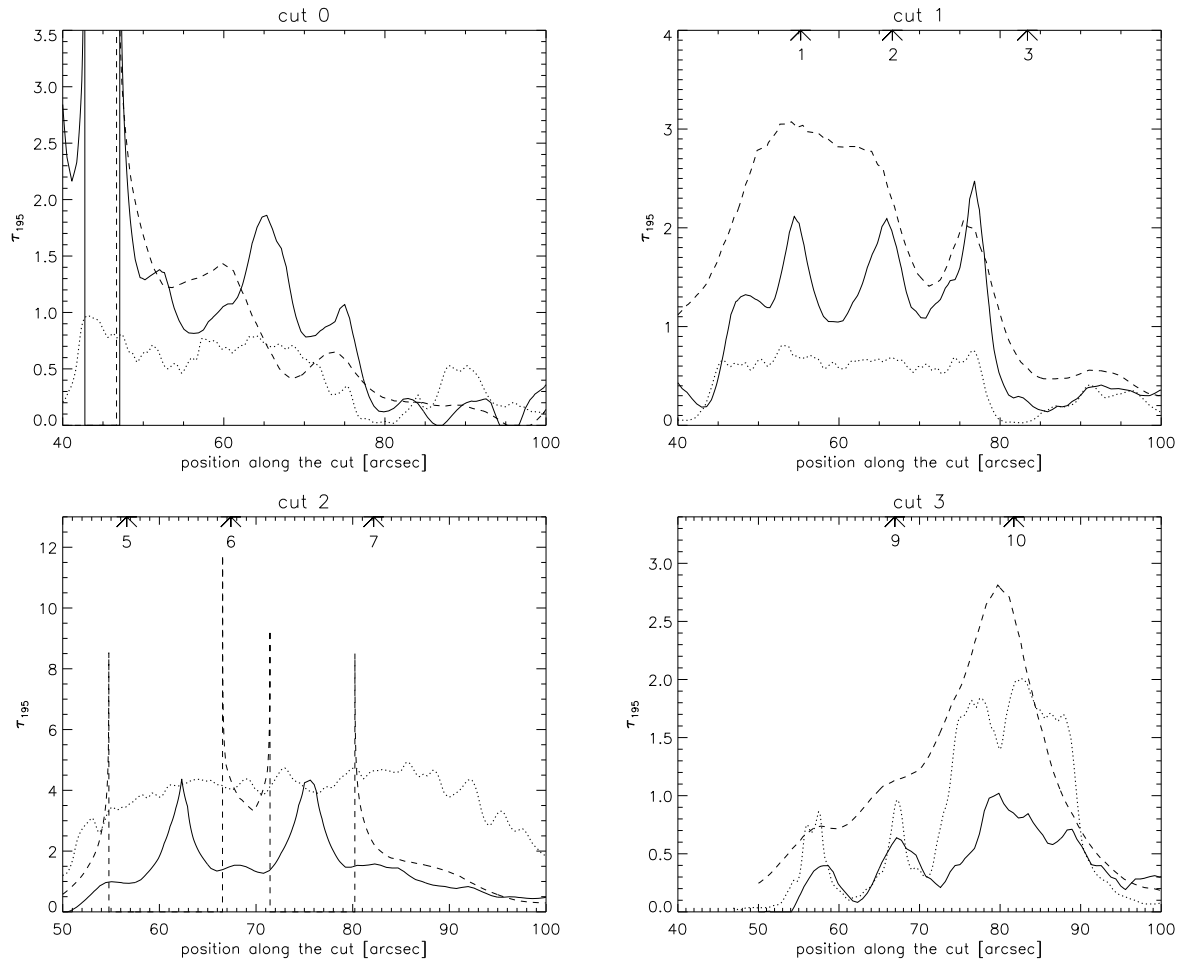 cut 0
3.5
3.0
2.5
2.0
1.5
1.0
0.5
0.0
τ195
40 60 80 100
position along the cut [arcsec]
cut 1
1 2 3
4
3
2
1
0
τ195
40 60 80 100
position along the cut [arcsec]
cut 2
5 6 7
12
10
8
6
4
2
0
τ195
50 60 70 80 90 100
position along the cut [arcsec]
cut 3
9 10
3.0
2.5
2.0
1.5
1.0
0.5
0.0
τ195
40 50 60 70 80 90 100
position along the cut [arcsec]